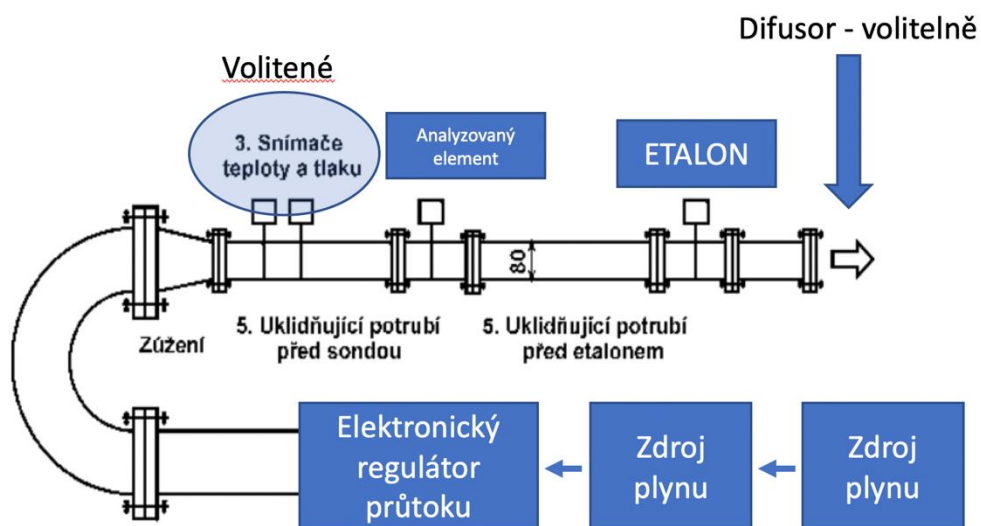 Difusor - volitelně
Volitené
3. Snímače
teploty a tlaku
Analyzovaný
element
ETALON
80
Zúžení
5. Uklidňující potrubí
před sondou
5. Uklidňující potrubí
před etalonem
Elektronický
regulátor
průtoku
Zdroj
plynu
Zdroj
plynu